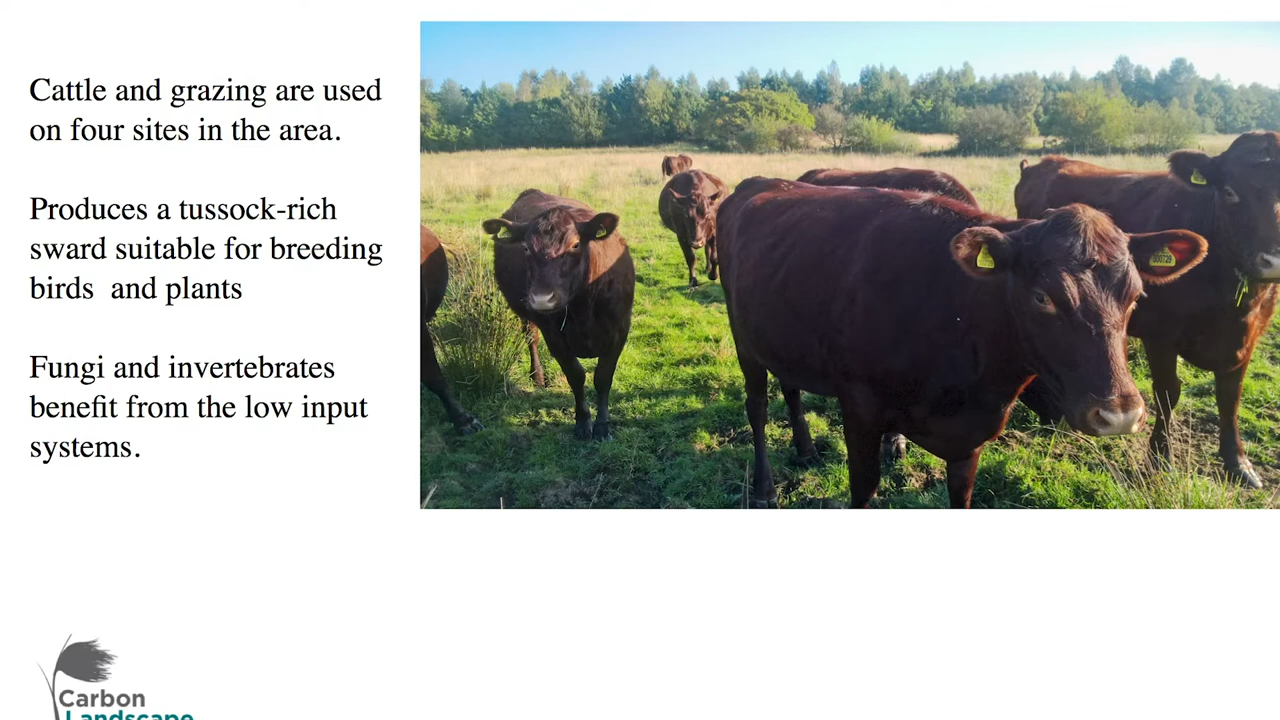 Cattle and grazing are used
on four sites in the area.
Produces a tussock-rich
sward suitable for breeding
birds and plants
Fungi and invertebrates
benefit from the low input
systems.
Carbon
Landscape